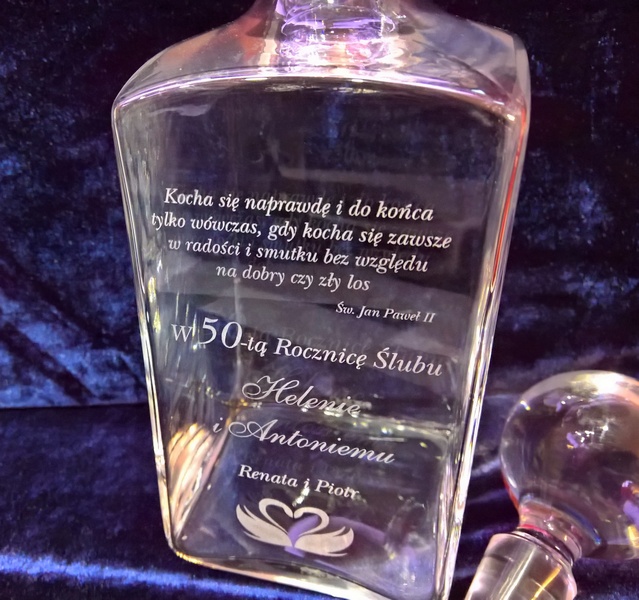 Kocha się naprawdę i do końca
tylko wówczas, gdy kocha się zawsze
w radości i smutku bez względu
na dobry czy zły los
Św. Jan Paweł II
W 50-tą Rocznicę Ślubu
Helenie
i Antoniemu
Renata i Piotr